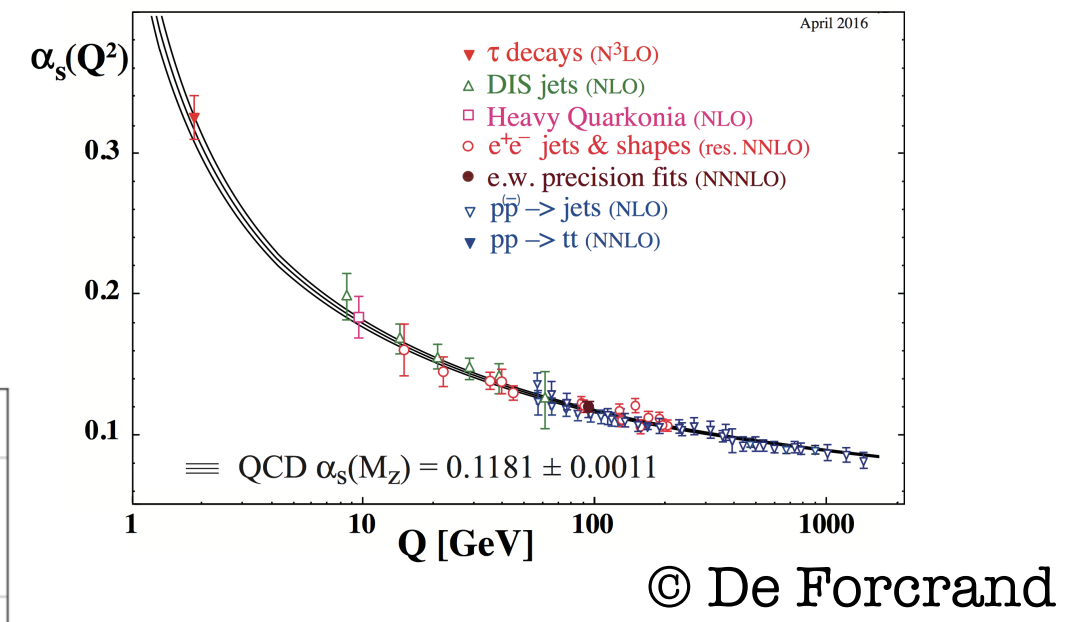 April 2016
αs(Q²)
τ decays (N³LO)
DIS jets (NLO)
Heavy Quarkonia (NLO)
e⁺e⁻ jets & shapes (res. NNLO)
e.w. precision fits (NNNLO)
pp(̅) –> jets (NLO)
pp –> tt (NNLO)
0.3
0.2
0.1
QCD αs(Mz) = 0.1181 ± 0.0011
1 10 100 1000
Q [GeV]
© De Forcrand